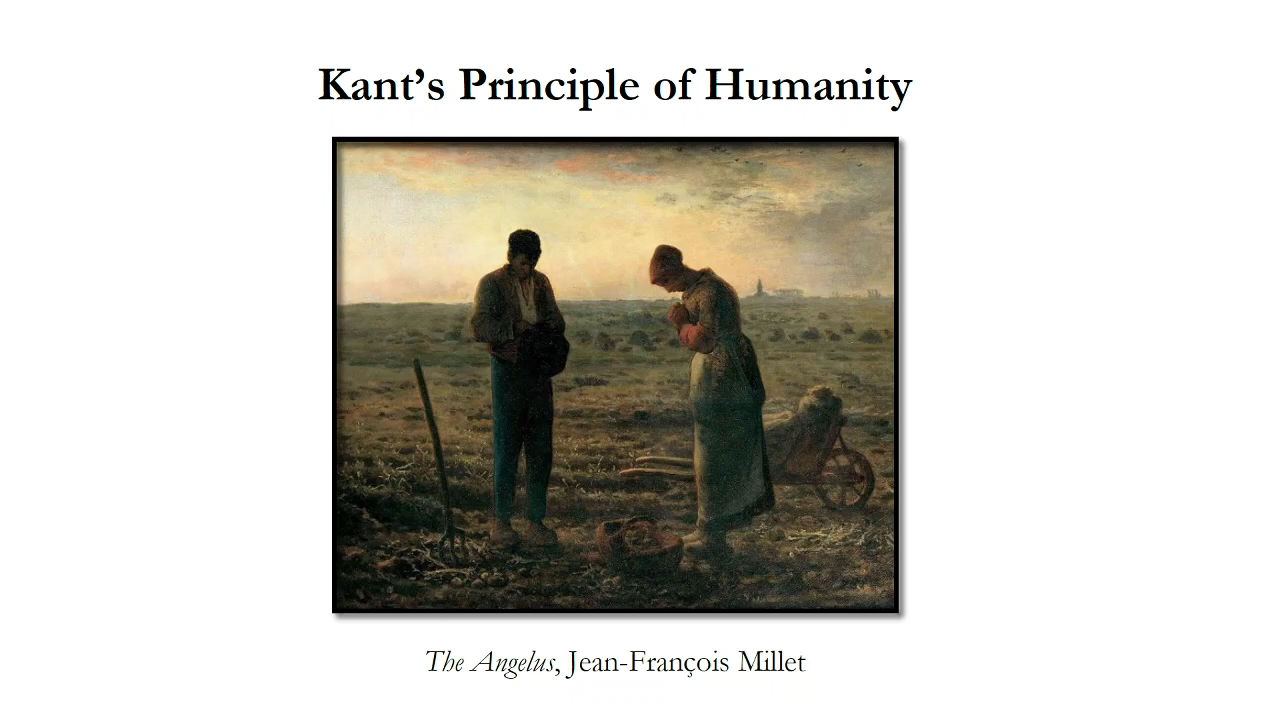 Kant’s Principle of Humanity
The Angelus, Jean-François Millet